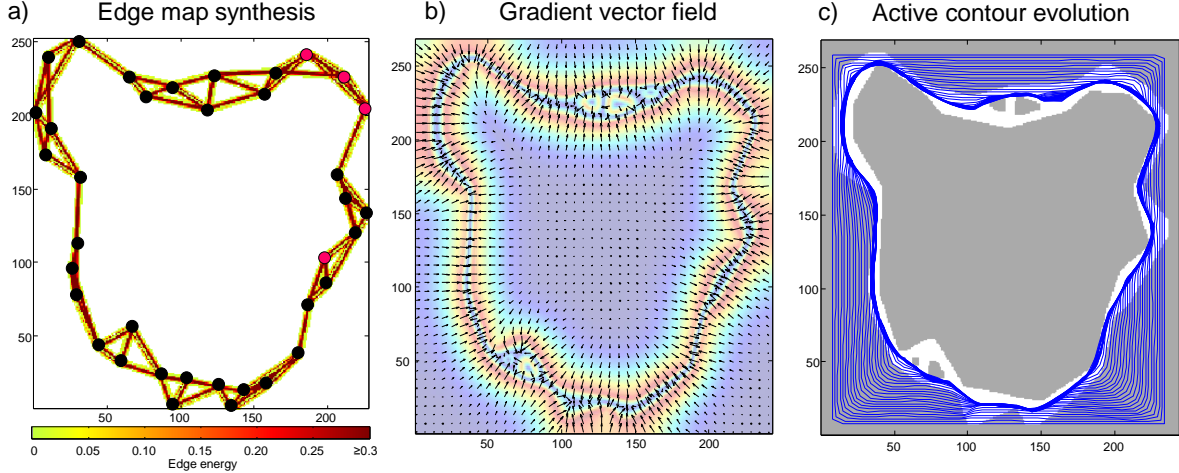 a) Edge map synthesis
250
200
150
100
50
50 100 150 200
0 0.05 0.10 0.15 0.20 0.25 ≥0.3
Edge energy
b) Gradient vector field
250
200
150
100
50
50 100 150 200
c) Active contour evolution
250
200
150
100
50
50 100 150 200